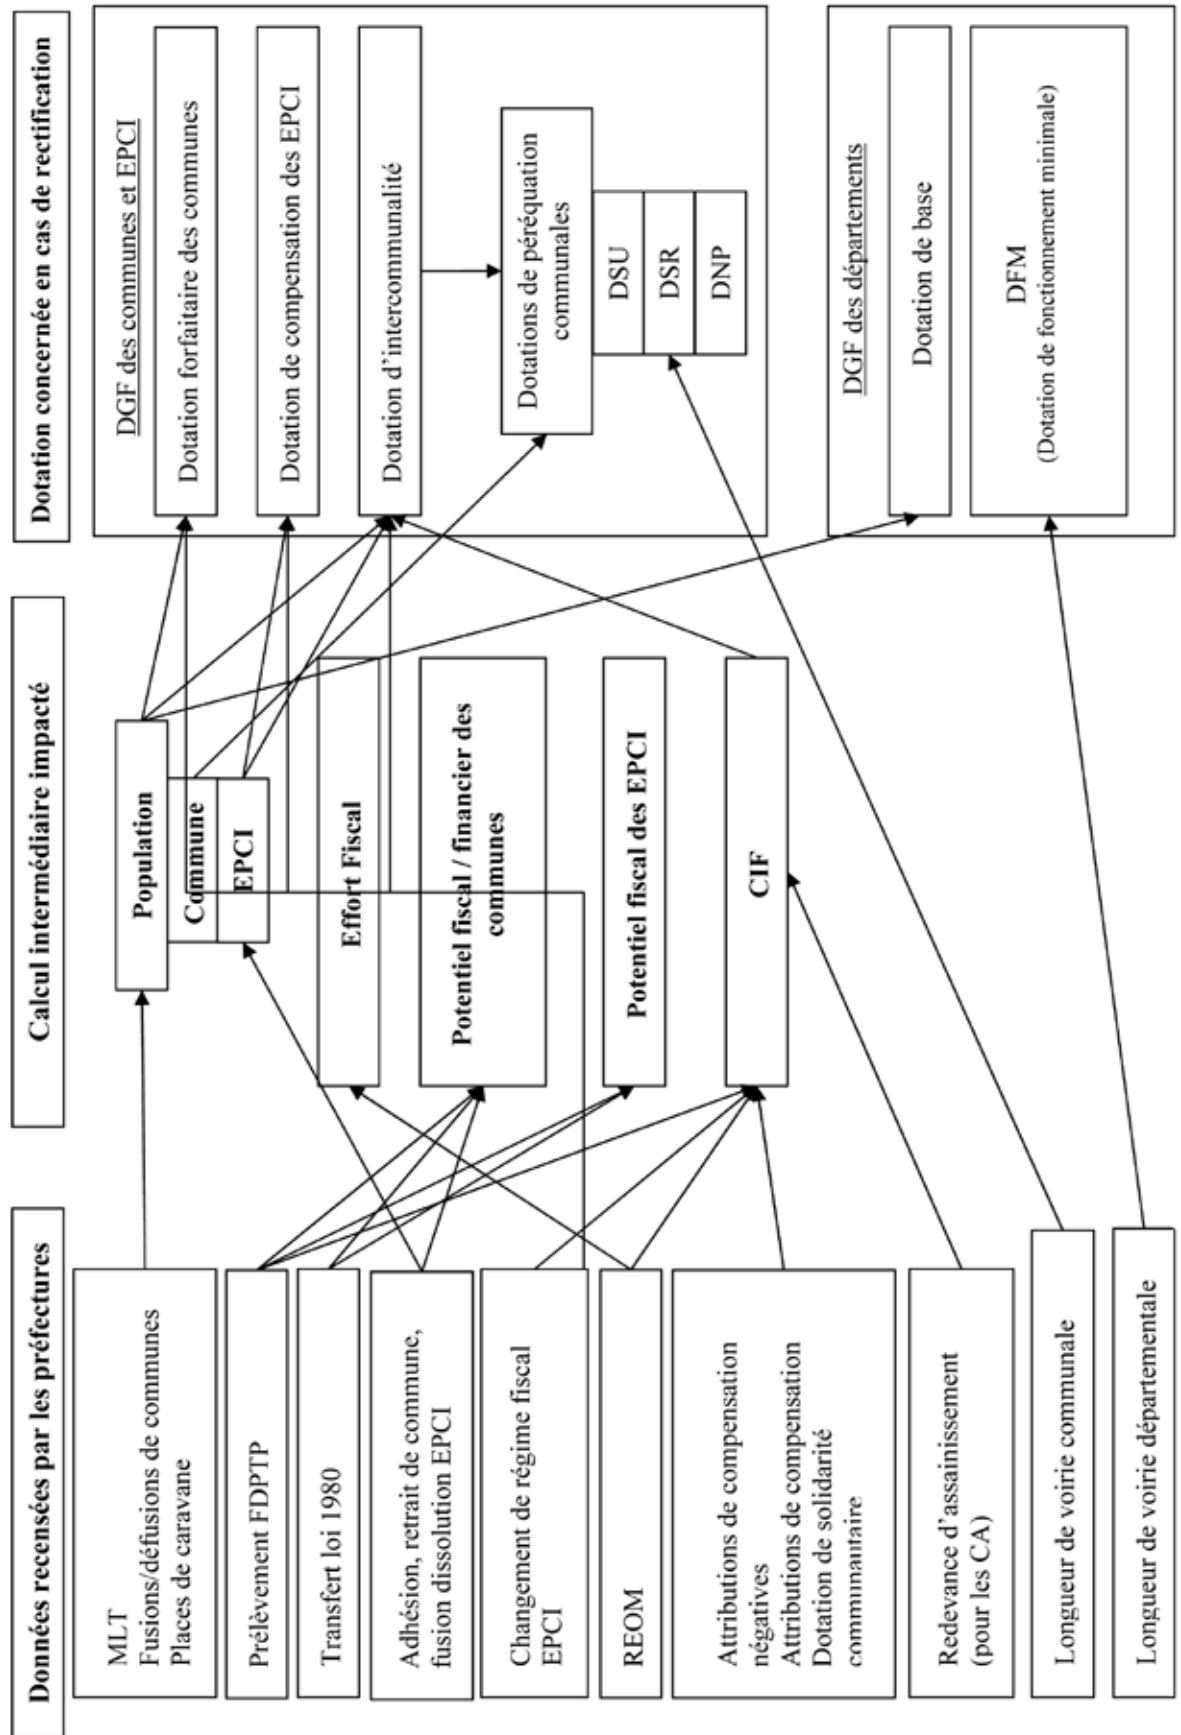 Données recensées par les préfectures
MLT
Fusions/défusions de communes
Places de caravane
Prélèvement FDPTP
Transfert loi 1980
Adhésion, retrait de commune,
fusion dissolution EPCI
Changement de régime fiscal
EPCI
REOM
Attributions de compensation
négatives
Attributions de compensation
Dotation de solidarité
communautaire
Redevance d'assainissement
(pour les CA)
Longueur de voirie communale
Longueur de voirie départementale
Calcul intermédiaire impacté
Population
Commune
EPCI
Effort Fiscal
Potentiel fiscal / financier des
communes
Potentiel fiscal des EPCI
CIF
Dotation concernée en cas de rectification
DGF des communes et EPCI
Dotation forfaitaire des communes
Dotation de compensation des EPCI
Dotation d'intercommunalité
Dotations de péréquation
communales
DSU
DSR
DNP
DGF des départements
Dotation de base
DFM
(Dotation de fonctionnement minimale)